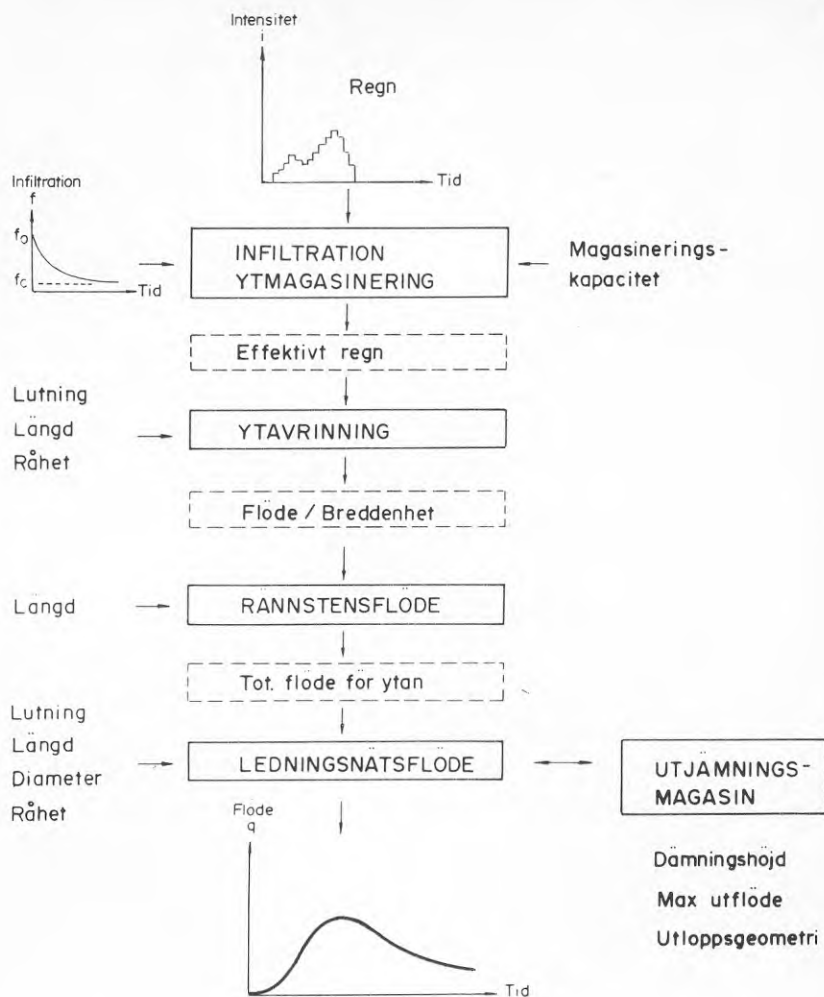 Intensitet
i
Regn
Tid
Infiltration
f
fo
fc
Tid
INFILTRATION
YTMAGASINERING
Magasinerings-
kapacitet
Effektivt regn
Lutning
Längd
Råhet
YTAVRINNING
Flöde / Breddenhet
Längd
RÄNNSTENSFLÖDE
Tot. flöde för ytan
Lutning
Längd
Diameter
Råhet
LEDNINGSNÄTSFLÖDE
UTJÄMNINGS-
MAGASIN
Flöde
q
Tid
Dämningshöjd
Max utflöde
Utloppsgeometri